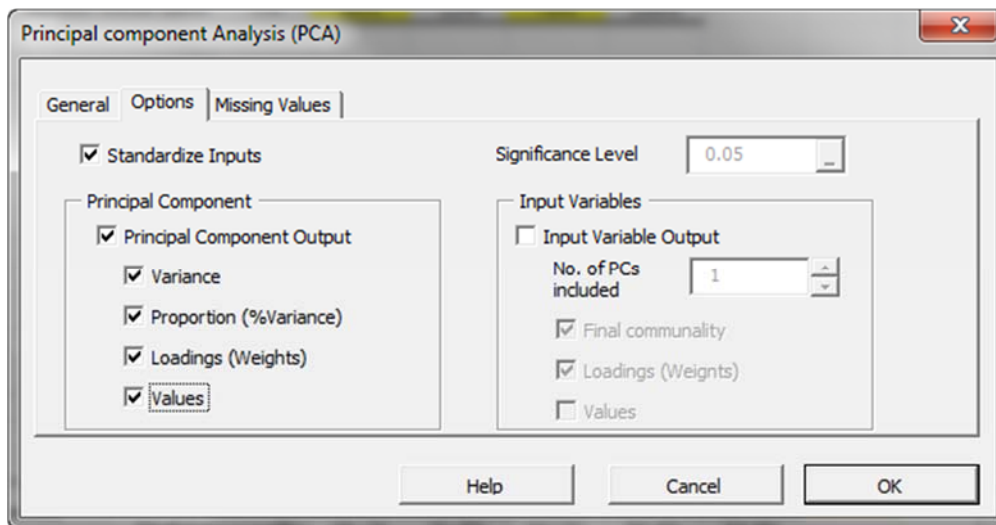 Principal component Analysis (PCA)
General
Options
Missing Values
Standardize Inputs
Significance Level
0.05
Principal Component
Principal Component Output
Variance
Proportion (%Variance)
Loadings (Weights)
Values
Input Variables
Input Variable Output
No. of PCs
included
1
Final communality
Loadings (Weights)
Values
Help
Cancel
OK